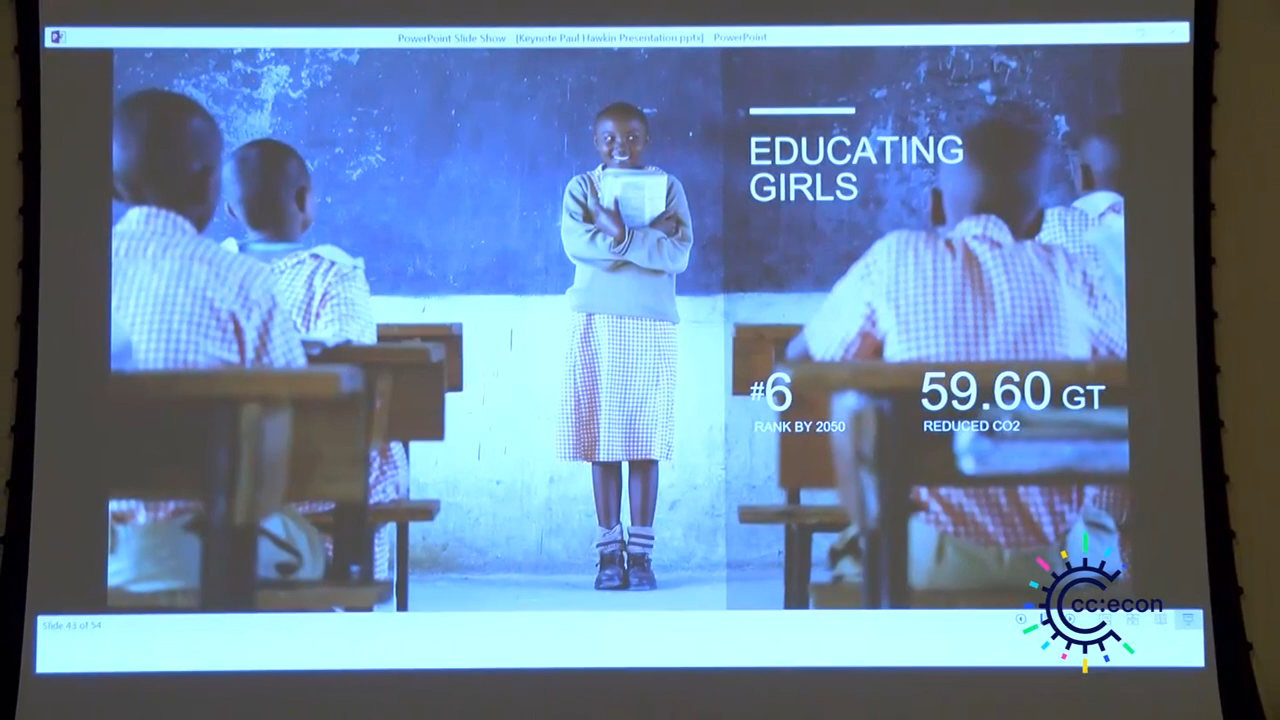 PowerPoint Slide Show - [Keynote Paul Hawkin Presentation.pptx] - PowerPoint
EDUCATING
GIRLS
#6
59.60 GT
RANK BY 2050
REDUCED CO2
cc:econ
Slide 43 of 54